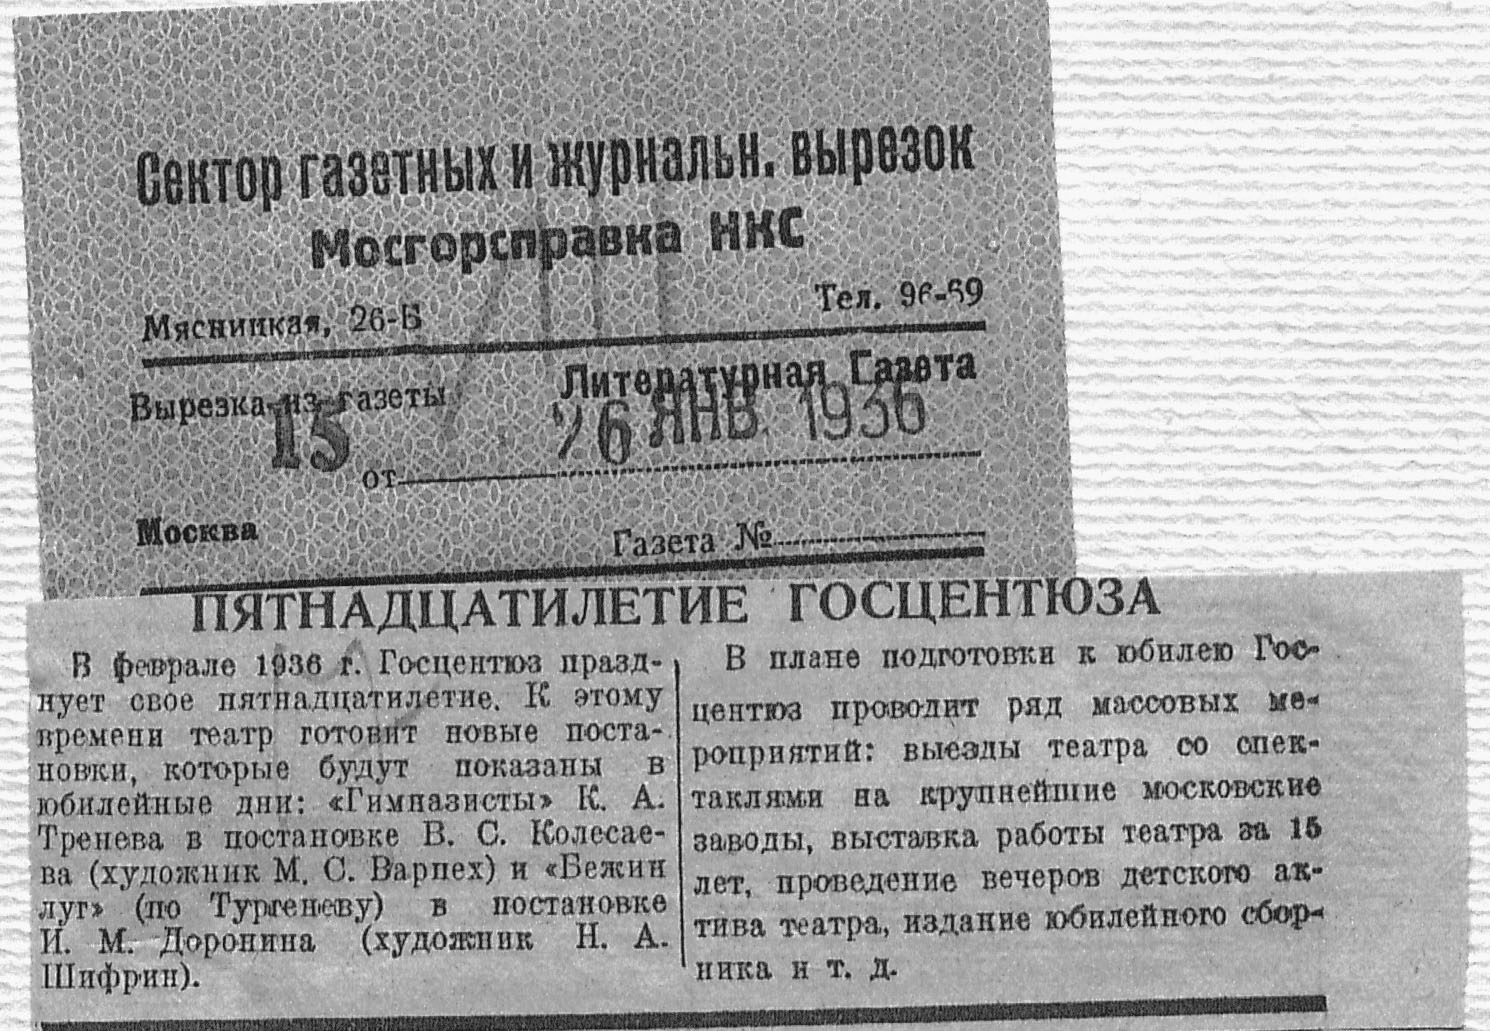 Сектор газетных и журнальн. вырезок
Мосгорсправка НКС
Мясницкая, 26-Б
Тел. 96-69
Вырезка из газеты
Литературная Газета
15
от
26 ЯНВ. 1936
Москва
Газета №
ПЯТНАДЦАТИЛЕТИЕ ГОСЦЕНТЮЗА
В феврале 1936 г. Госцентюз празд-
нует свое пятнадцатилетие. К этому
времени театр готовит новые поста-
новки, которые будут показаны в
юбилейные дни: «Гимназисты» К. А.
Тренева в постановке В. С. Колесае-
ва (художник М. С. Варпех) и «Бежин
луг» (по Тургеневу) в постановке
И. М. Доронина (художник Н. А.
Шифрин).
В плане подготовки к юбилею Гос-
центюз проводит ряд массовых ме-
роприятий: выезды театра со спек-
таклями на крупнейшие московские
заводы, выставка работы театра за 15
лет, проведение вечеров детского ак-
тива театра, издание юбилейного сбор-
ника и т. д.